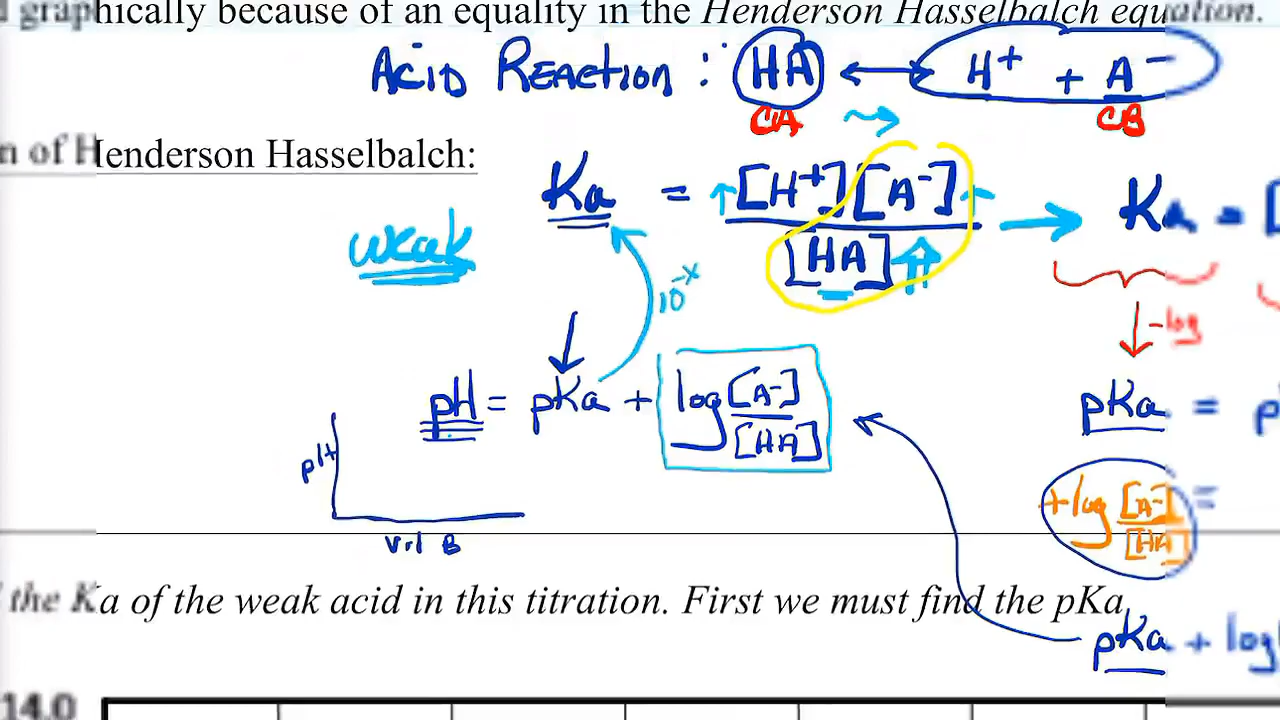 graphically because of an equality in the Henderson Hasselbalch equation.
Acid Reaction : HA ↔ H⁺ + A⁻
CA CB
n of Henderson Hasselbalch:
Ka = [H⁺][A⁻] / [HA] → Ka = [
weak
10⁻ˣ
-log
pH = pKa + log [A⁻] / [HA]
pKa = p
+log [A⁻] / [HA] =
pH
Vol B
the Ka of the weak acid in this titration. First we must find the pKa
pKa + log
14.0